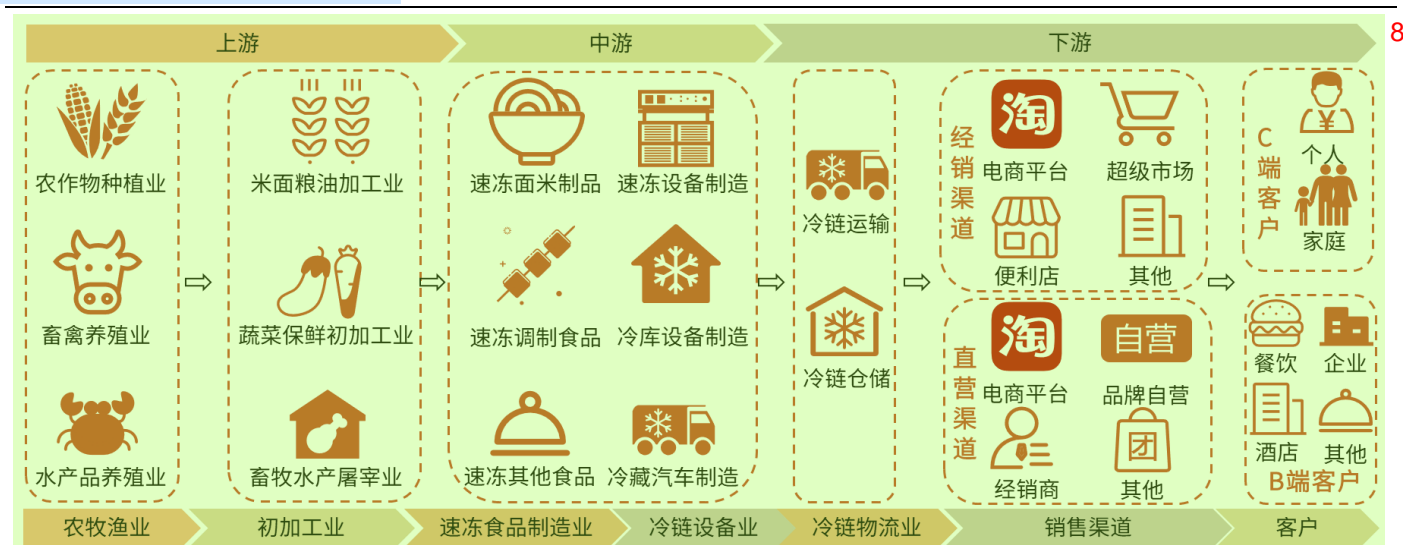 上游
中游
下游
8
农作物种植业
畜禽养殖业
水产品养殖业
米面粮油加工业
蔬菜保鲜初加工业
畜牧水产屠宰业
速冻面米制品
速冻设备制造
速冻调制食品
冷库设备制造
速冻其他食品
冷藏汽车制造
冷链运输
冷链仓储
经销渠道
淘
电商平台
超级市场
便利店
其他
直营渠道
淘
电商平台
自营
品牌自营
经销商
团
其他
C端客户
¥
个人
家庭
餐饮
企业
酒店
其他
B端客户
农牧渔业
初加工业
速冻食品制造业
冷链设备业
冷链物流业
销售渠道
客户